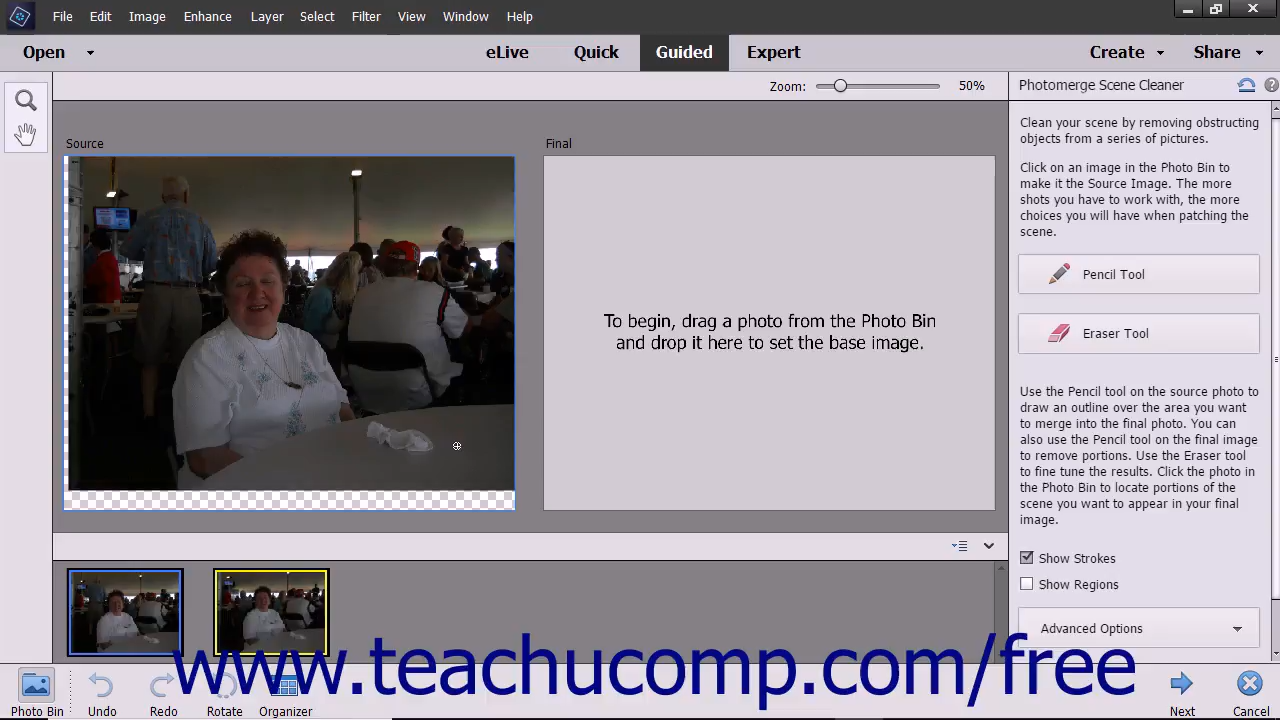 File Edit Image Enhance Layer Select Filter View Window Help
Open eLive Quick Guided Expert Create Share
Zoom: 50% Photomerge Scene Cleaner
Source
Final
To begin, drag a photo from the Photo Bin
and drop it here to set the base image.
Clean your scene by removing obstructing
objects from a series of pictures.
Click on an image in the Photo Bin to
make it the Source Image. The more
shots you have to work with, the more
choices you will have when patching the
scene.
Pencil Tool
Eraser Tool
Use the Pencil tool on the source photo to
draw an outline over the area you want
to merge into the final photo. You can
also use the Pencil tool on the final image
to remove portions. Use the Eraser tool
to fine tune the results. Click the photo in
the Photo Bin to locate portions of the
scene you want to appear in your final
image.
Show Strokes
Show Regions
Advanced Options
www.teachucomp.com/free
Photo Bin Undo Redo Rotate Organizer Next Cancel